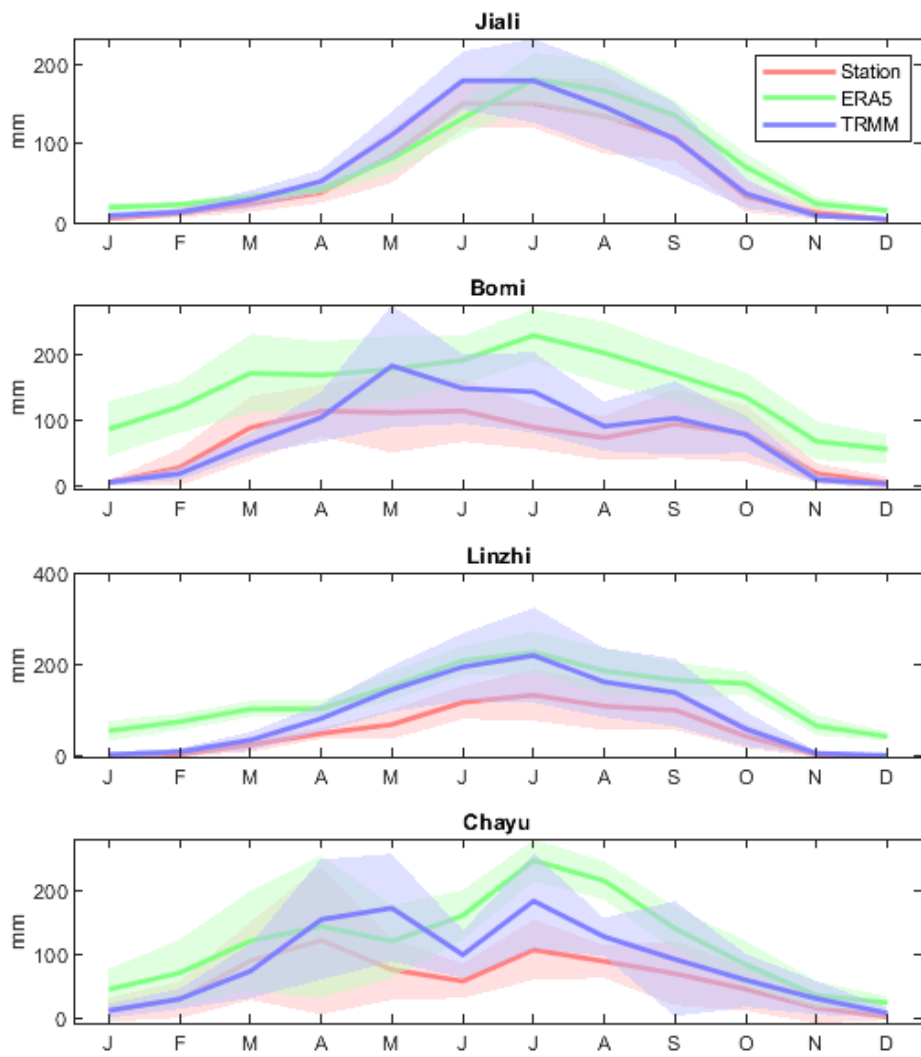 Jiali
200
100
0
mm
Station
ERA5
TRMM
J F M A M J J A S O N D
Bomi
200
100
0
mm
J F M A M J J A S O N D
Linzhi
400
200
0
mm
J F M A M J J A S O N D
Chayu
200
100
0
mm
J F M A M J J A S O N D